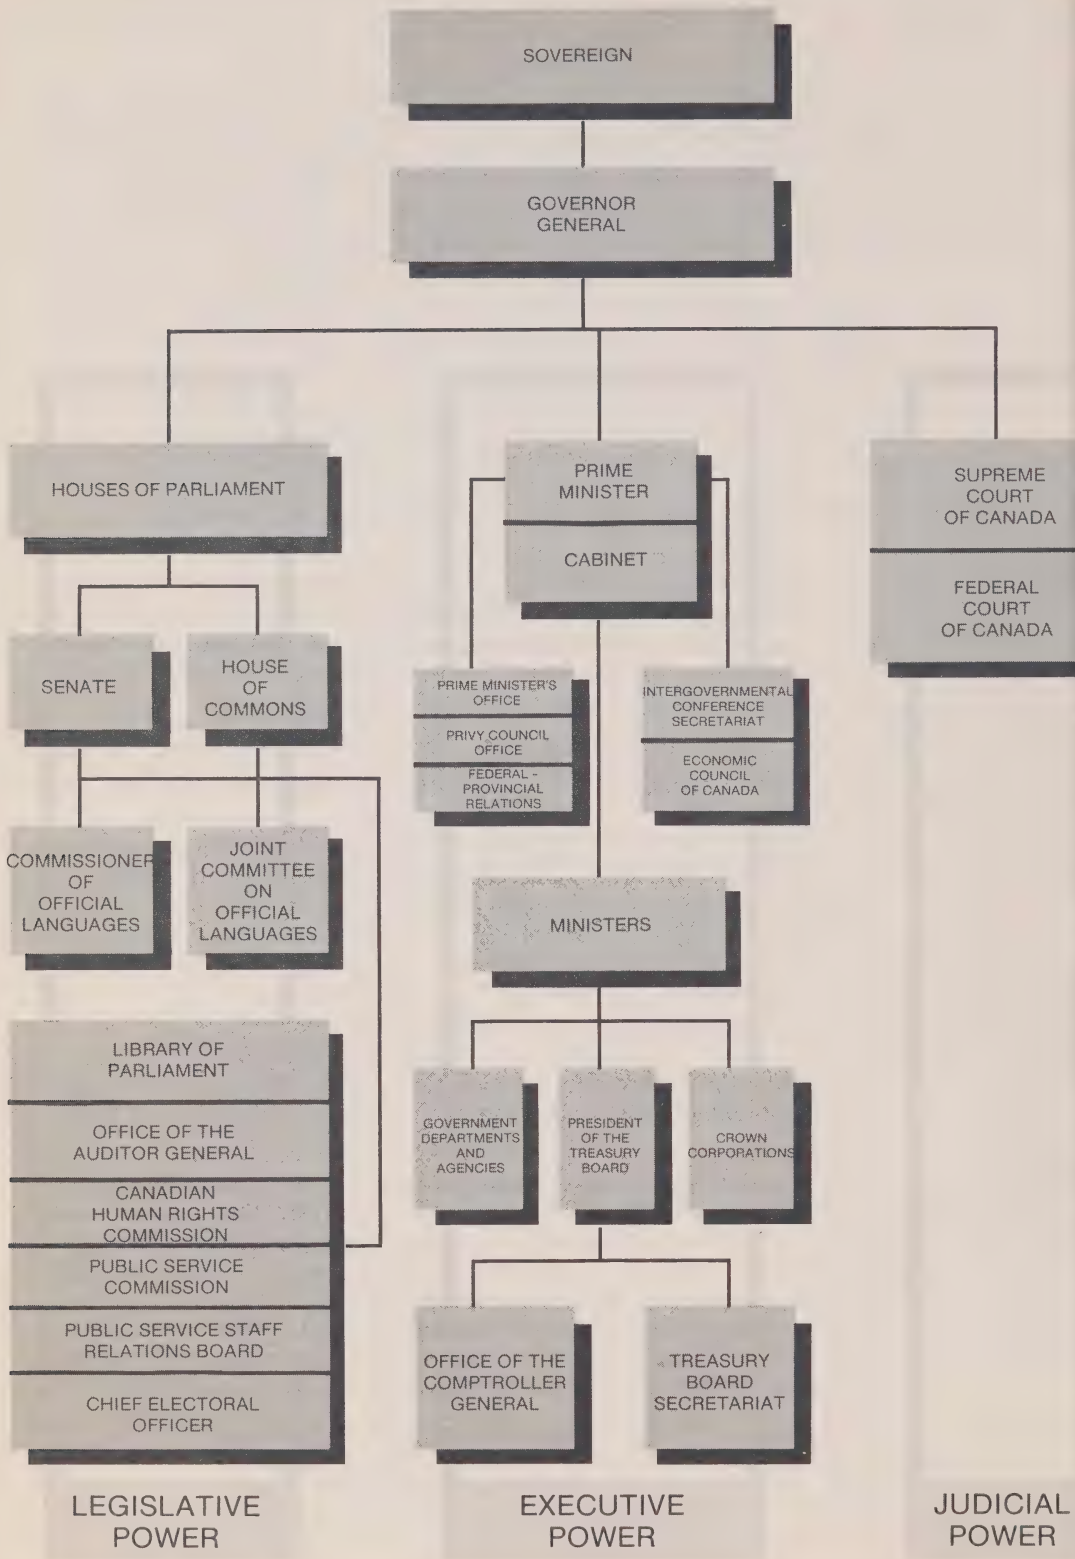 SOVEREIGN
GOVERNOR
GENERAL
HOUSES OF PARLIAMENT
SENATE
HOUSE
OF
COMMONS
COMMISSIONER
OF
OFFICIAL
LANGUAGES
JOINT
COMMITTEE
ON
OFFICIAL
LANGUAGES
LIBRARY OF
PARLIAMENT
OFFICE OF THE
AUDITOR GENERAL
CANADIAN
HUMAN RIGHTS
COMMISSION
PUBLIC SERVICE
COMMISSION
PUBLIC SERVICE STAFF
RELATIONS BOARD
CHIEF ELECTORAL
OFFICER
LEGISLATIVE
POWER
PRIME
MINISTER
CABINET
PRIME MINISTER'S
OFFICE
PRIVY COUNCIL
OFFICE
FEDERAL -
PROVINCIAL
RELATIONS
INTERGOVERNMENTAL
CONFERENCE
SECRETARIAT
ECONOMIC
COUNCIL
OF CANADA
MINISTERS
GOVERNMENT
DEPARTMENTS
AND
AGENCIES
PRESIDENT
OF THE
TREASURY
BOARD
CROWN
CORPORATIONS
OFFICE OF THE
COMPTROLLER
GENERAL
TREASURY
BOARD
SECRETARIAT
EXECUTIVE
POWER
SUPREME
COURT
OF CANADA
FEDERAL
COURT
OF CANADA
JUDICIAL
POWER